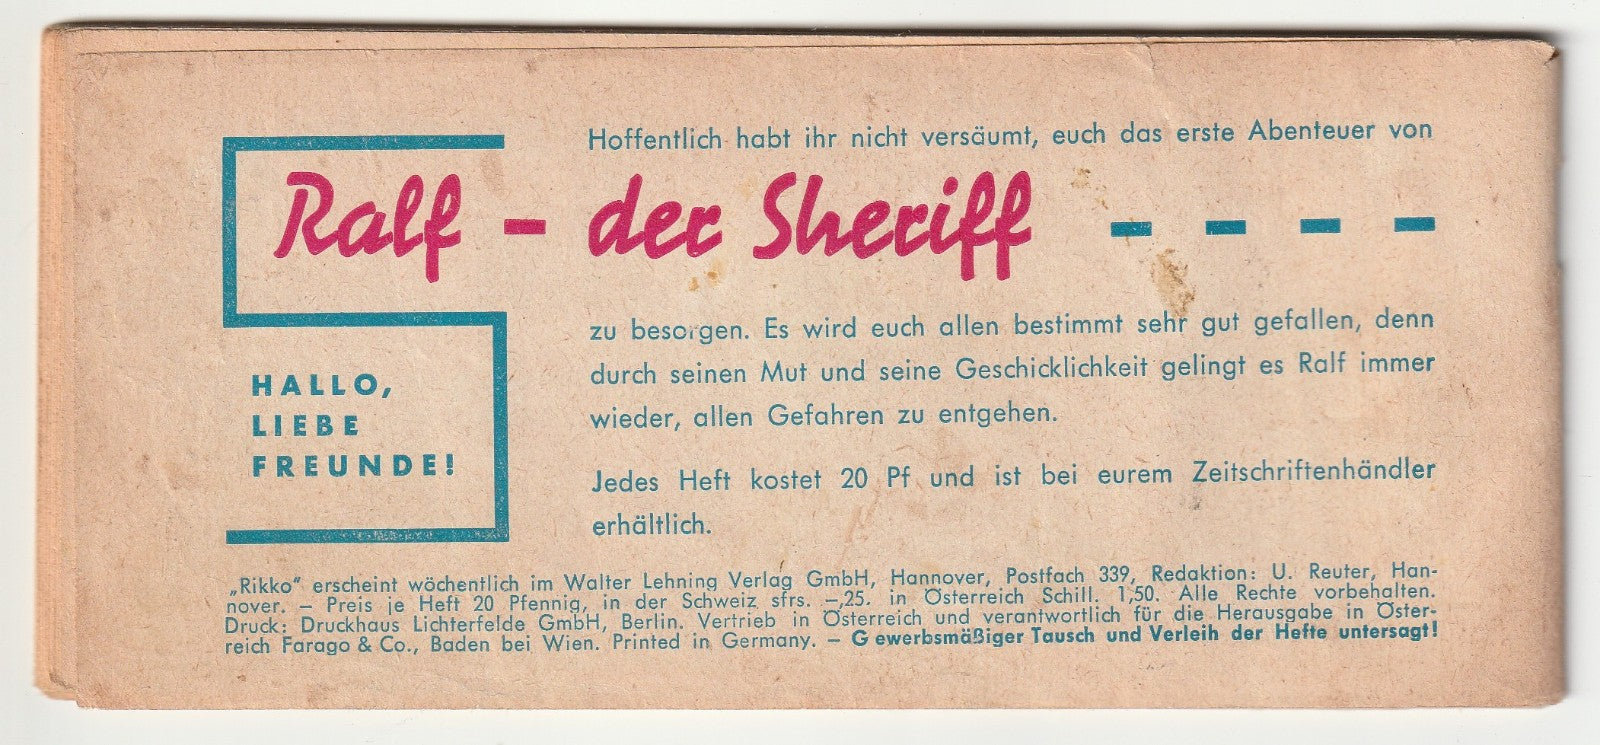 HALLO,
LIEBE
FREUNDE!
Hoffentlich habt ihr nicht versäumt, euch das erste Abenteuer von
Ralf - der Sheriff - - - -
zu besorgen. Es wird euch allen bestimmt sehr gut gefallen, denn
durch seinen Mut und seine Geschicklichkeit gelingt es Ralf immer
wieder, allen Gefahren zu entgehen.
Jedes Heft kostet 20 Pf und ist bei eurem Zeitschriftenhändler
erhältlich.
„Rikko" erscheint wöchentlich im Walter Lehning Verlag GmbH, Hannover, Postfach 339, Redaktion: U. Reuter, Han-
nover. – Preis je Heft 20 Pfennig, in der Schweiz sfrs. –,25. in Österreich Schill. 1,50. Alle Rechte vorbehalten.
Druck: Druckhaus Lichterfelde GmbH, Berlin. Vertrieb in Österreich und verantwortlich für die Herausgabe in Öster-
reich Farago & Co., Baden bei Wien. Printed in Germany. – Gewerbsmäßiger Tausch und Verleih der Hefte untersagt!